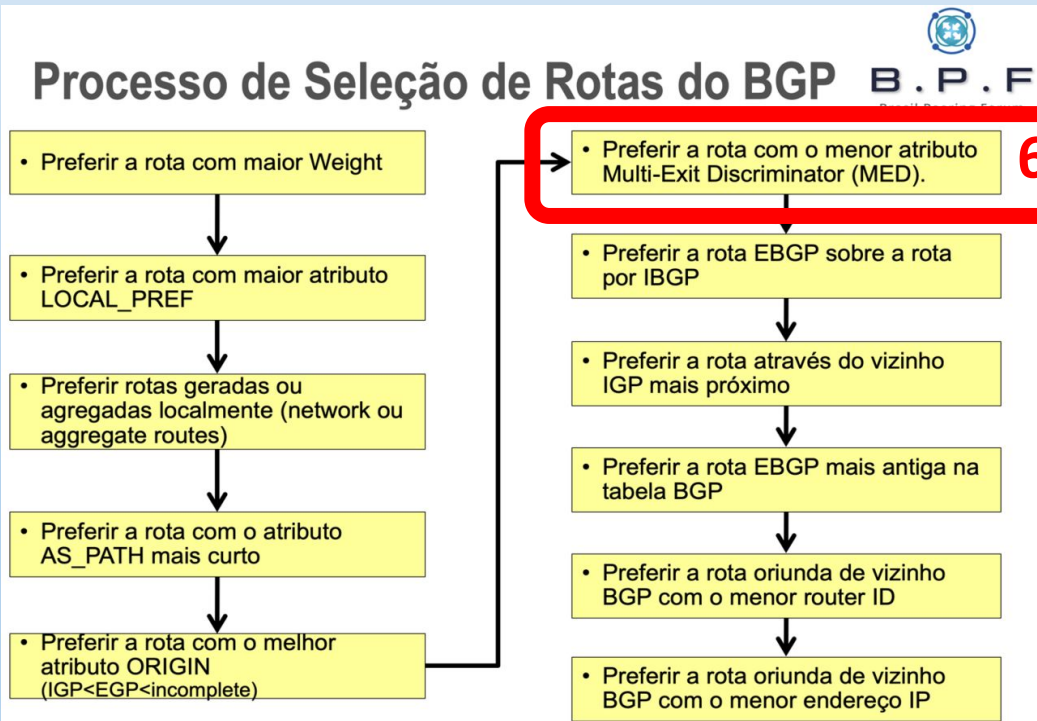 Processo de Seleção de Rotas do BGP
B.P.F
• Preferir a rota com maior Weight
• Preferir a rota com maior atributo
LOCAL_PREF
• Preferir rotas geradas ou
agregadas localmente (network ou
aggregate routes)
• Preferir a rota com o atributo
AS_PATH mais curto
• Preferir a rota com o melhor
atributo ORIGIN
(IGP<EGP<incomplete)
• Preferir a rota com o menor atributo
Multi-Exit Discriminator (MED).
6
• Preferir a rota EBGP sobre a rota
por IBGP
• Preferir a rota através do vizinho
IGP mais próximo
• Preferir a rota EBGP mais antiga na
tabela BGP
• Preferir a rota oriunda de vizinho
BGP com o menor router ID
• Preferir a rota oriunda de vizinho
BGP com o menor endereço IP